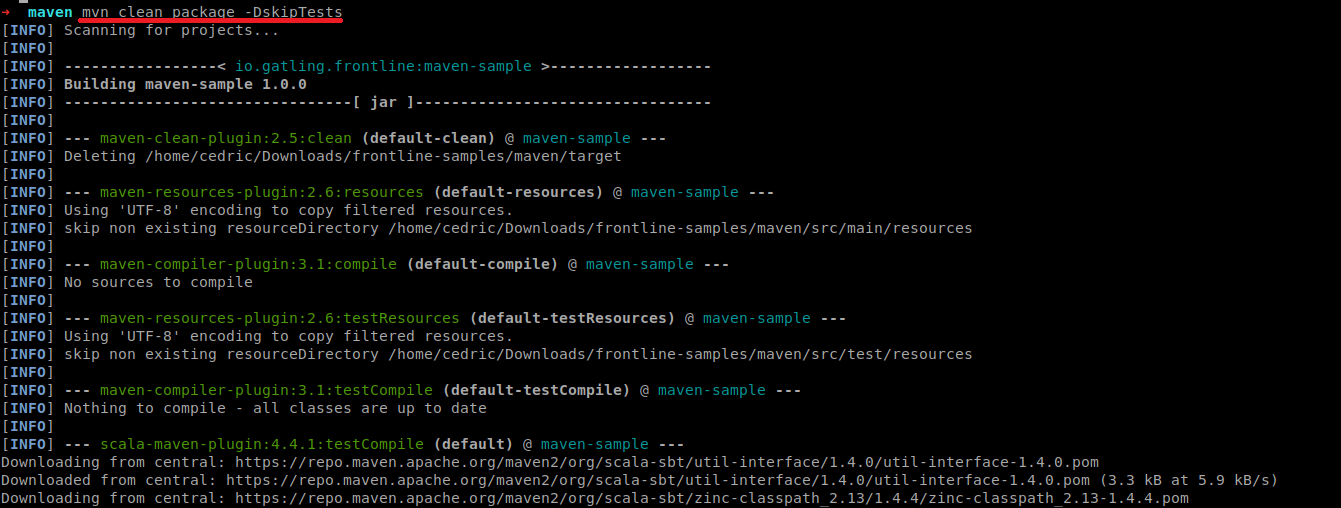 → maven mvn clean package -DskipTests
[INFO] Scanning for projects...
[INFO]
[INFO] -----------------< io.gatling.frontline:maven-sample >------------------
[INFO] Building maven-sample 1.0.0
[INFO] --------------------------------[ jar ]---------------------------------
[INFO]
[INFO] --- maven-clean-plugin:2.5:clean (default-clean) @ maven-sample ---
[INFO] Deleting /home/cedric/Downloads/frontline-samples/maven/target
[INFO]
[INFO] --- maven-resources-plugin:2.6:resources (default-resources) @ maven-sample ---
[INFO] Using 'UTF-8' encoding to copy filtered resources.
[INFO] skip non existing resourceDirectory /home/cedric/Downloads/frontline-samples/maven/src/main/resources
[INFO]
[INFO] --- maven-compiler-plugin:3.1:compile (default-compile) @ maven-sample ---
[INFO] No sources to compile
[INFO]
[INFO] --- maven-resources-plugin:2.6:testResources (default-testResources) @ maven-sample ---
[INFO] Using 'UTF-8' encoding to copy filtered resources.
[INFO] skip non existing resourceDirectory /home/cedric/Downloads/frontline-samples/maven/src/test/resources
[INFO]
[INFO] --- maven-compiler-plugin:3.1:testCompile (default-testCompile) @ maven-sample ---
[INFO] Nothing to compile - all classes are up to date
[INFO]
[INFO] --- scala-maven-plugin:4.4.1:testCompile (default) @ maven-sample ---
Downloading from central: https://repo.maven.apache.org/maven2/org/scala-sbt/util-interface/1.4.0/util-interface-1.4.0.pom
Downloaded from central: https://repo.maven.apache.org/maven2/org/scala-sbt/util-interface/1.4.0/util-interface-1.4.0.pom (3.3 kB at 5.9 kB/s)
Downloading from central: https://repo.maven.apache.org/maven2/org/scala-sbt/zinc-classpath_2.13/1.4.4/zinc-classpath_2.13-1.4.4.pom